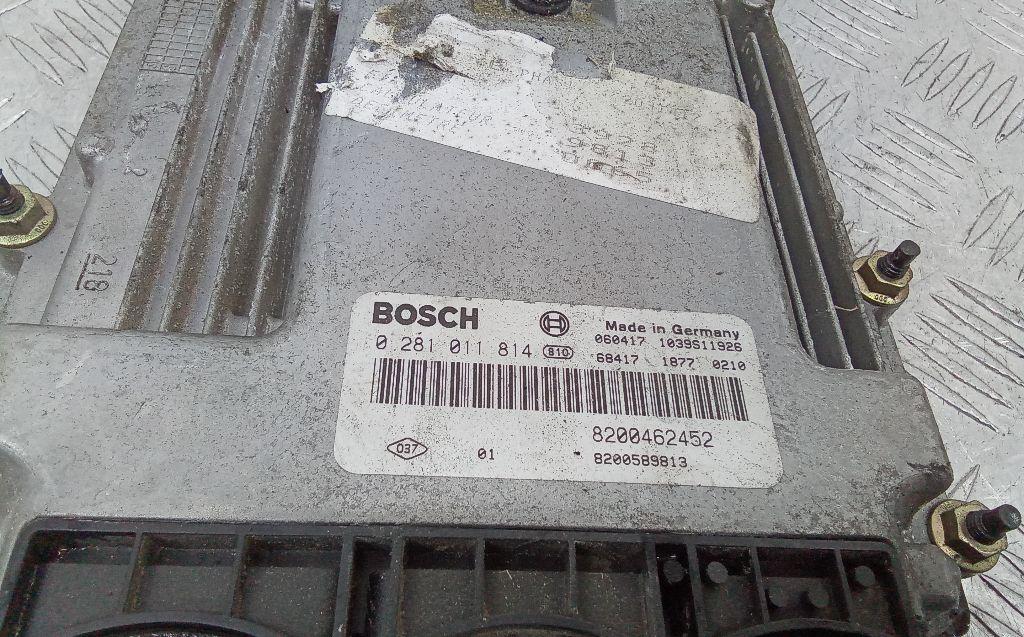 218
BOSCH
Made in Germany
0 281 011 814 810
060417 1039S11926
68417 1877 0210
8200462452
037 01
8200589813